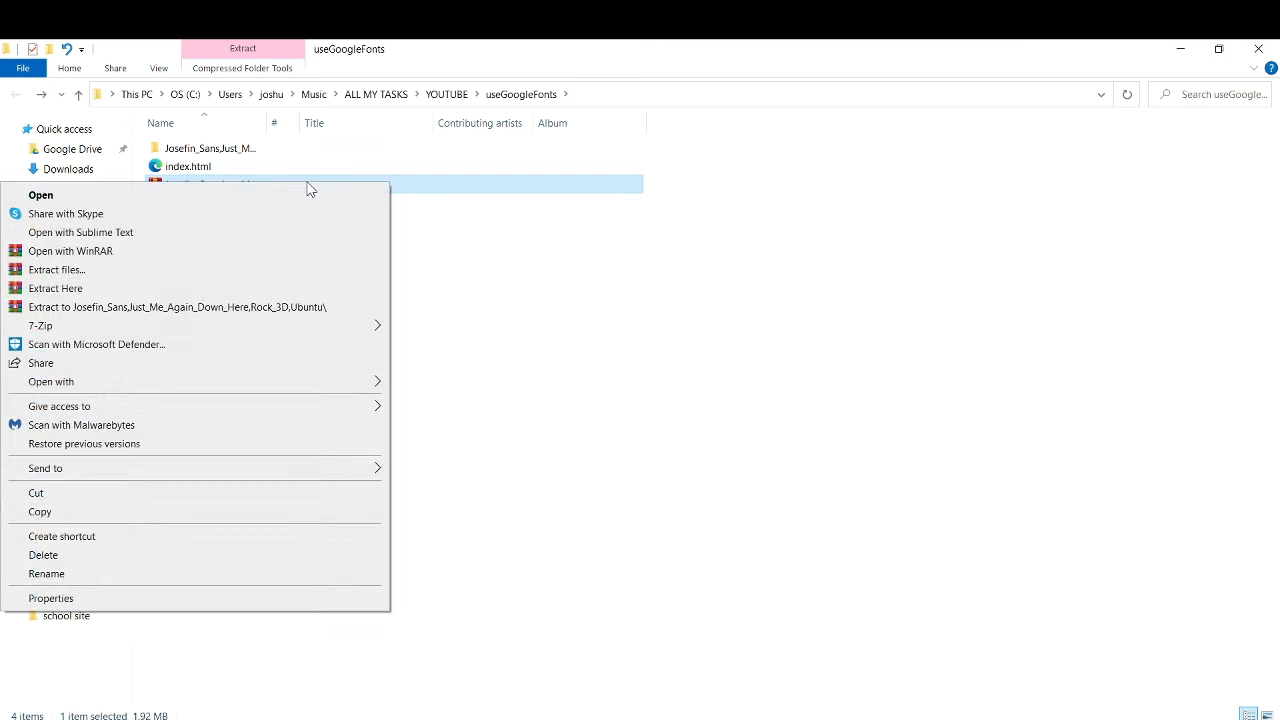 Extract
useGoogleFonts
File
Home
Share
View
Compressed Folder Tools
This PC
OS (C:)
Users
joshu
Music
ALL MY TASKS
YOUTUBE
useGoogleFonts
Search useGoogle...
Name
#
Title
Contributing artists
Album
Quick access
Google Drive
Downloads
Josefin_Sans,Just_M...
index.html
Open
Share with Skype
Open with Sublime Text
Open with WinRAR
Extract files...
Extract Here
Extract to Josefin_Sans,Just_Me_Again_Down_Here,Rock_3D,Ubuntu\
7-Zip
Scan with Microsoft Defender...
Share
Open with
Give access to
Scan with Malwarebytes
Restore previous versions
Send to
Cut
Copy
Create shortcut
Delete
Rename
Properties
school site
4 items
1 item selected 1.92 MB